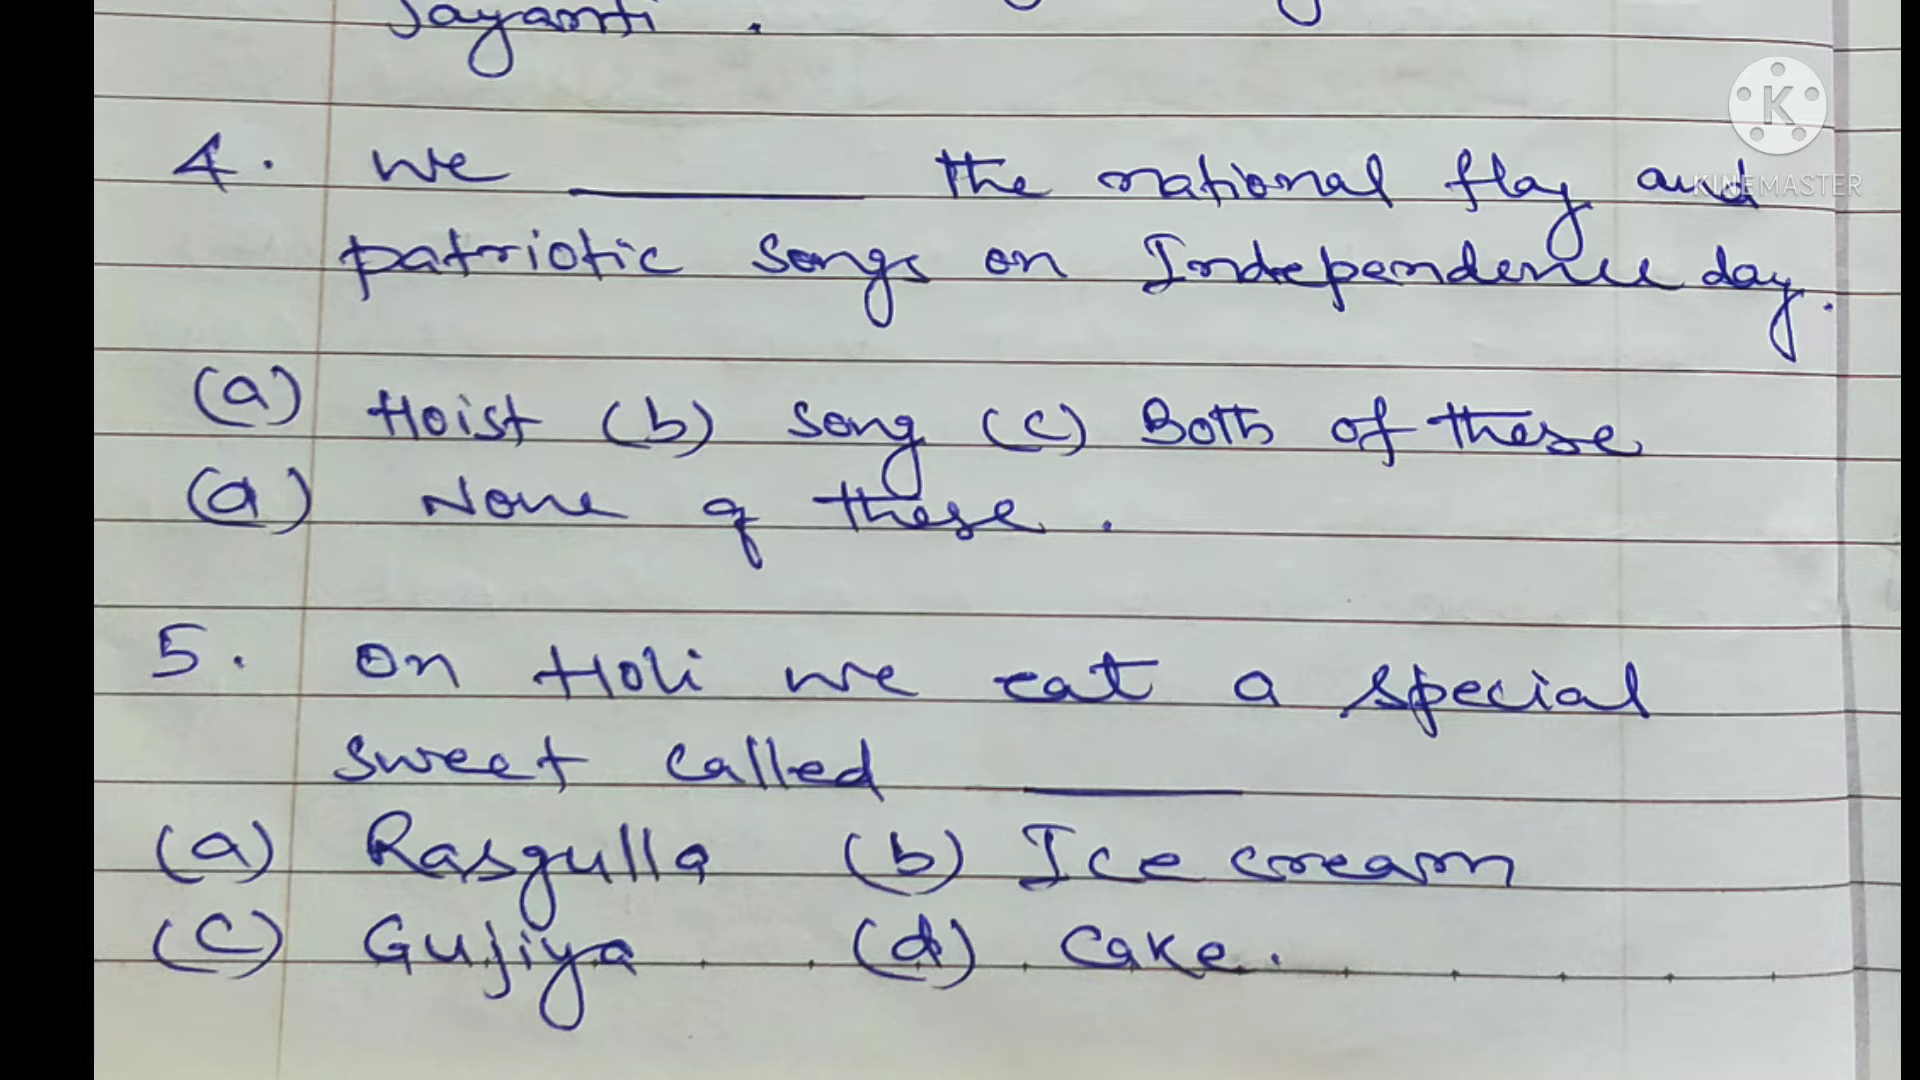 Jayanti .
4. We ______ the national flag and
patriotic songs on Independence day.
(a) Hoist (b) song (c) Both of these
(d) None of these .
5. On Holi we eat a special
sweet called ______
(a) Rasgulla (b) Ice cream
(c) Gujiya (d) Cake.
K
KINEMASTER